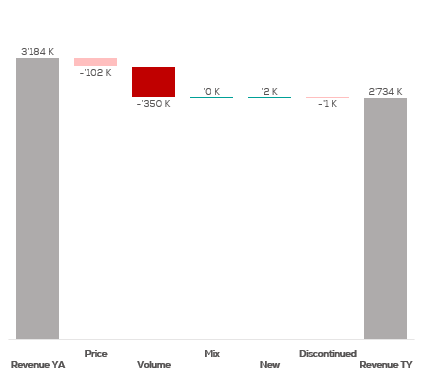 3'184 K
-'102 K
-'350 K
'0 K
'2 K
-'1 K
2'734 K
Price
Mix
Discontinued
Revenue YA
Volume
New
Revenue TY